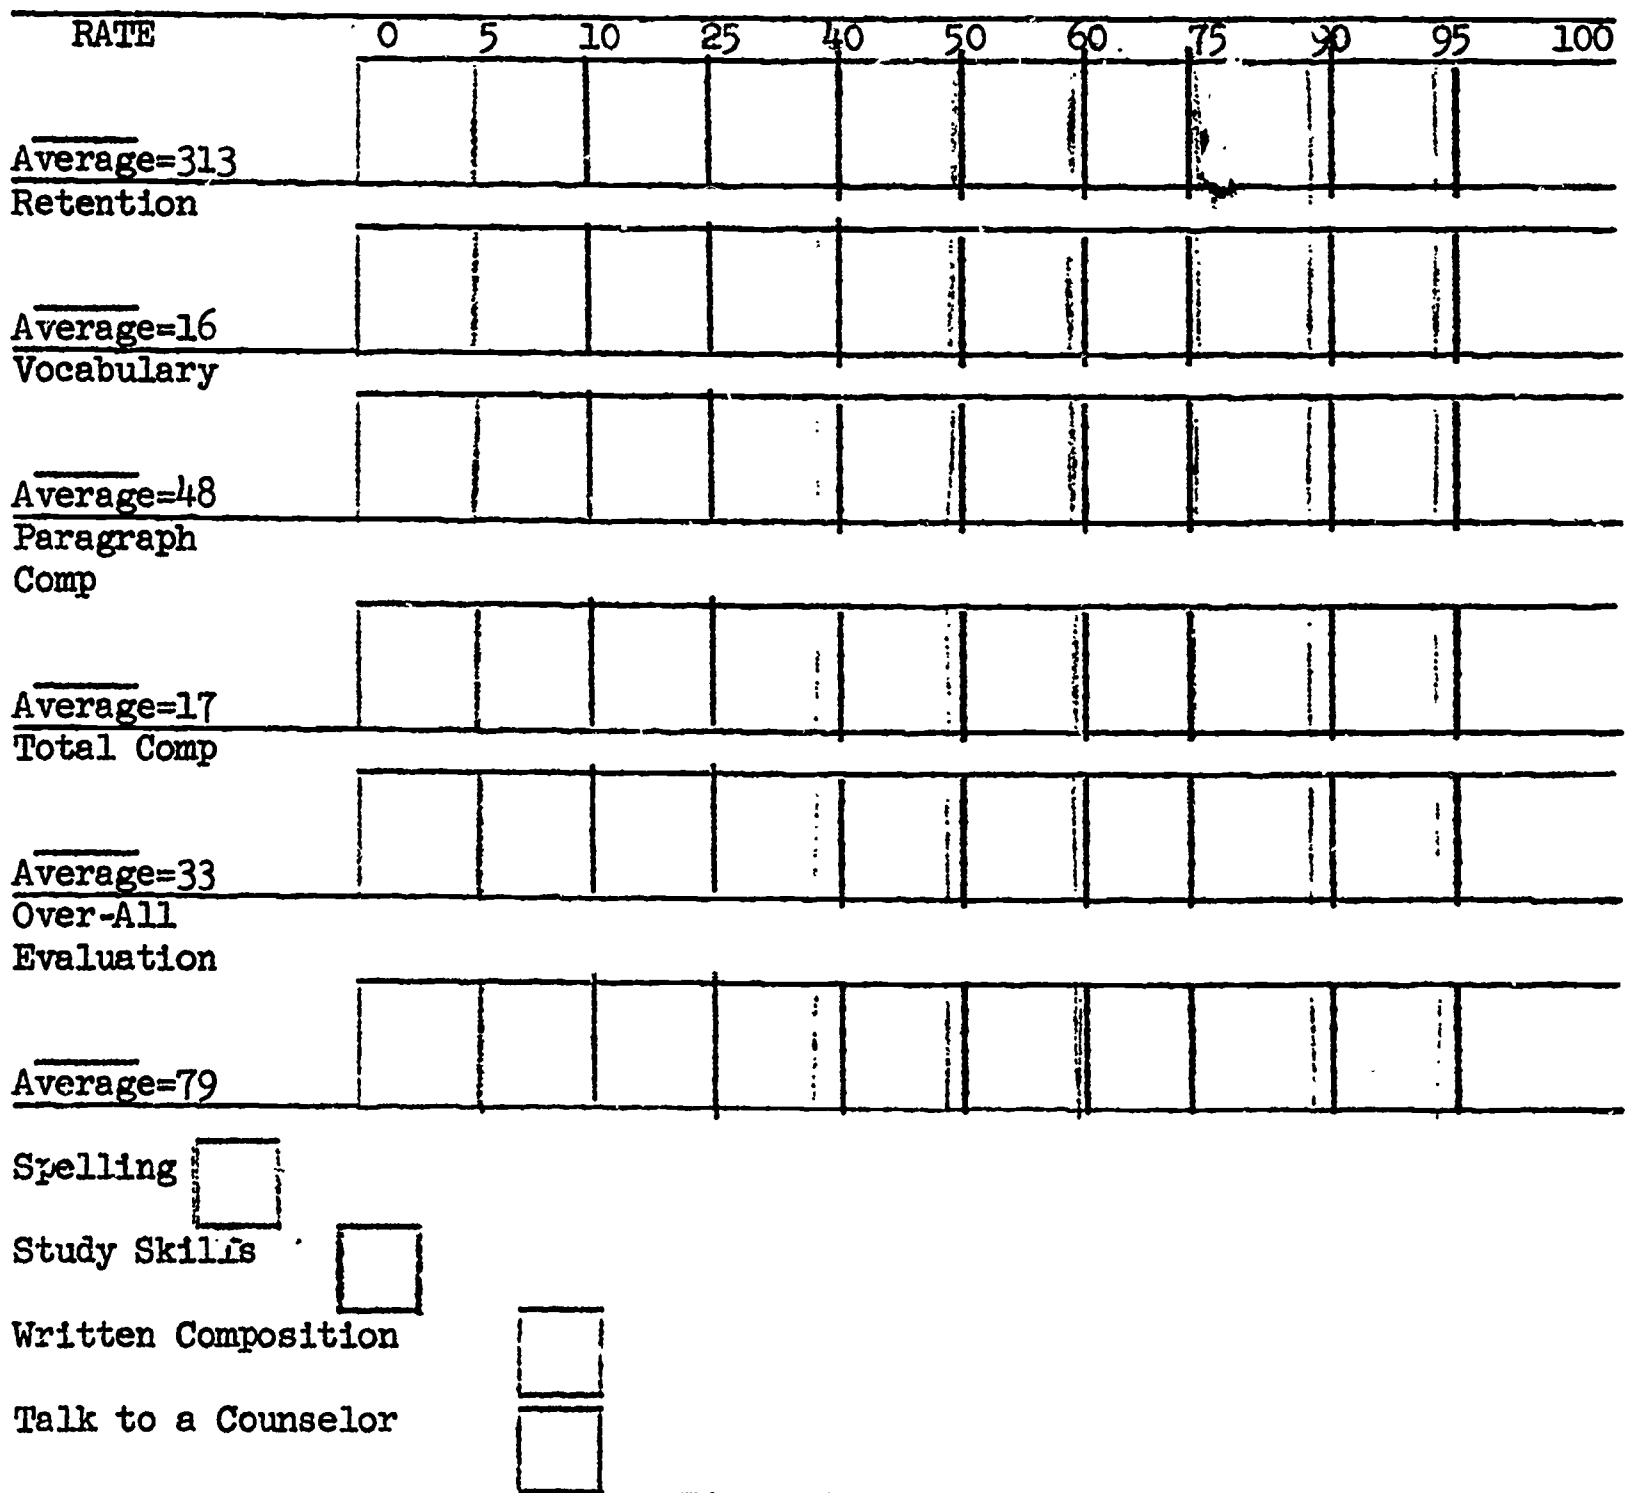 RATE 0 5 10 25 40 50 60 75 90 95 100
Average=313
Retention
Average=16
Vocabulary
Average=48
Paragraph
Comp
Average=17
Total Comp
Average=33
Over-All
Evaluation
Average=79
Spelling
Study Skills
Written Composition
Talk to a Counselor